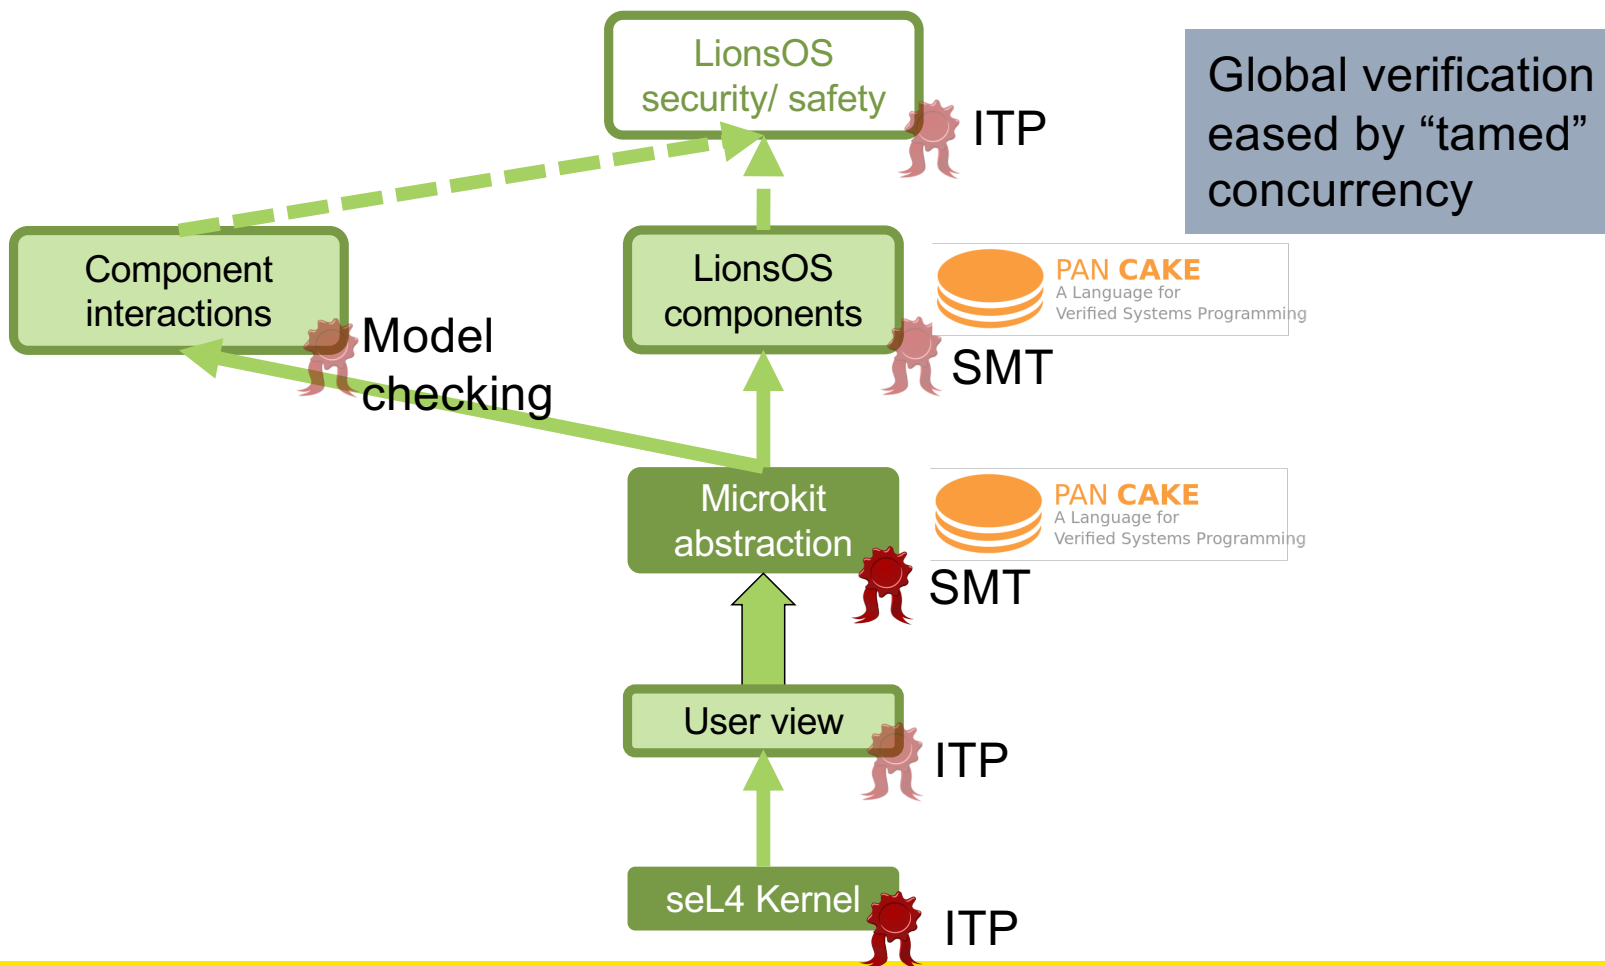 LionsOS
security/ safety
ITP
Global verification
eased by “tamed”
concurrency
Component
interactions
Model
checking
LionsOS
components
PAN CAKE
A Language for
Verified Systems Programming
SMT
Microkit
abstraction
PAN CAKE
A Language for
Verified Systems Programming
SMT
User view
ITP
seL4 Kernel
ITP